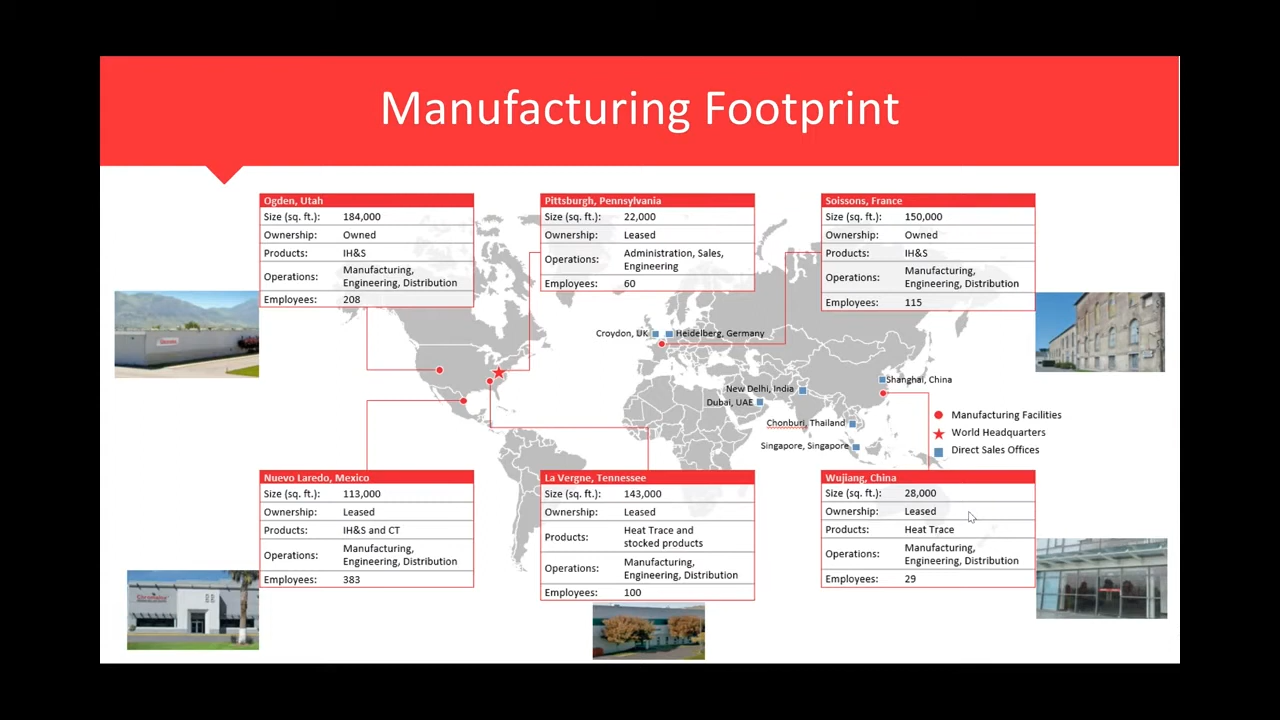 Manufacturing Footprint
Ogden, Utah
Size (sq. ft.): 184,000
Ownership: Owned
Products: IH&S
Operations: Manufacturing,
Engineering, Distribution
Employees: 208
Pittsburgh, Pennsylvania
Size (sq. ft.): 22,000
Ownership: Leased
Operations: Administration, Sales,
Engineering
Employees: 60
Soissons, France
Size (sq. ft.): 150,000
Ownership: Owned
Products: IH&S
Operations: Manufacturing,
Engineering, Distribution
Employees: 115
Croydon, UK
Heidelberg, Germany
New Delhi, India
Dubai, UAE
Shanghai, China
Chonburi, Thailand
Singapore, Singapore
Manufacturing Facilities
World Headquarters
Direct Sales Offices
Nuevo Laredo, Mexico
Size (sq. ft.): 113,000
Ownership: Leased
Products: IH&S and CT
Operations: Manufacturing,
Engineering, Distribution
Employees: 383
La Vergne, Tennessee
Size (sq. ft.): 143,000
Ownership: Leased
Products: Heat Trace and
stocked products
Operations: Manufacturing,
Engineering, Distribution
Employees: 100
Wujiang, China
Size (sq. ft.): 28,000
Ownership: Leased
Products: Heat Trace
Operations: Manufacturing,
Engineering, Distribution
Employees: 29